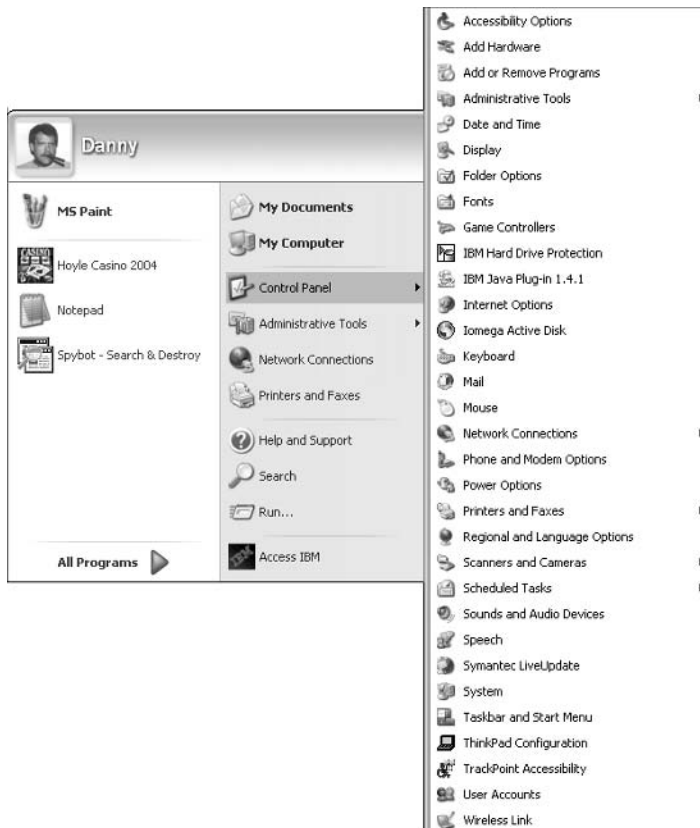 Danny
MS Paint
Hoyle Casino 2004
Notepad
Spybot - Search & Destroy
All Programs
My Documents
My Computer
Control Panel
Administrative Tools
Network Connections
Printers and Faxes
Help and Support
Search
Run...
Access IBM
Accessibility Options
Add Hardware
Add or Remove Programs
Administrative Tools
Date and Time
Display
Folder Options
Fonts
Game Controllers
IBM Hard Drive Protection
IBM Java Plug-in 1.4.1
Internet Options
Iomega Active Disk
Keyboard
Mail
Mouse
Network Connections
Phone and Modem Options
Power Options
Printers and Faxes
Regional and Language Options
Scanners and Cameras
Scheduled Tasks
Sounds and Audio Devices
Speech
Symantec LiveUpdate
System
Taskbar and Start Menu
ThinkPad Configuration
TrackPoint Accessibility
User Accounts
Wireless Link